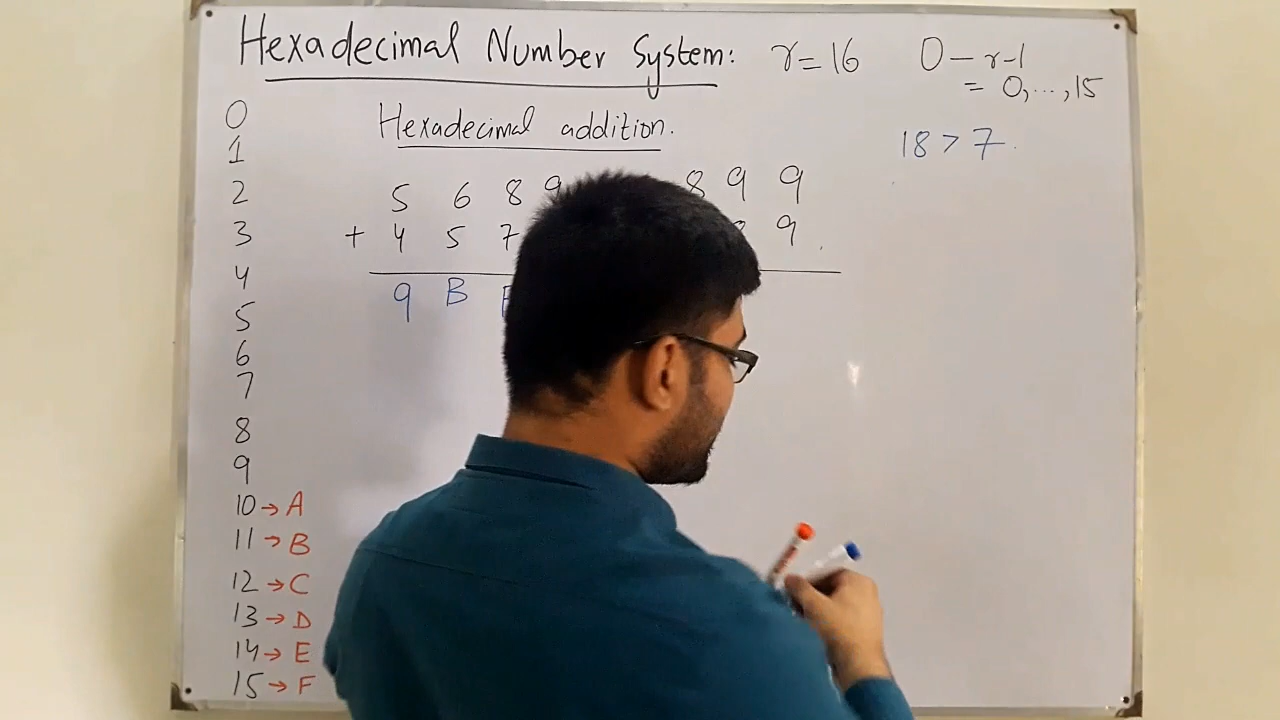 Hexadecimal Number System: r=16 0 — r-1
= 0,...,15
Hexadecimal addition.
18 > 7.
5 6 8 9 8 9 9
+ 4 5 7 9 .
9 B
0
1
2
3
4
5
6
7
8
9
10 → A
11 → B
12 → C
13 → D
14 → E
15 → F